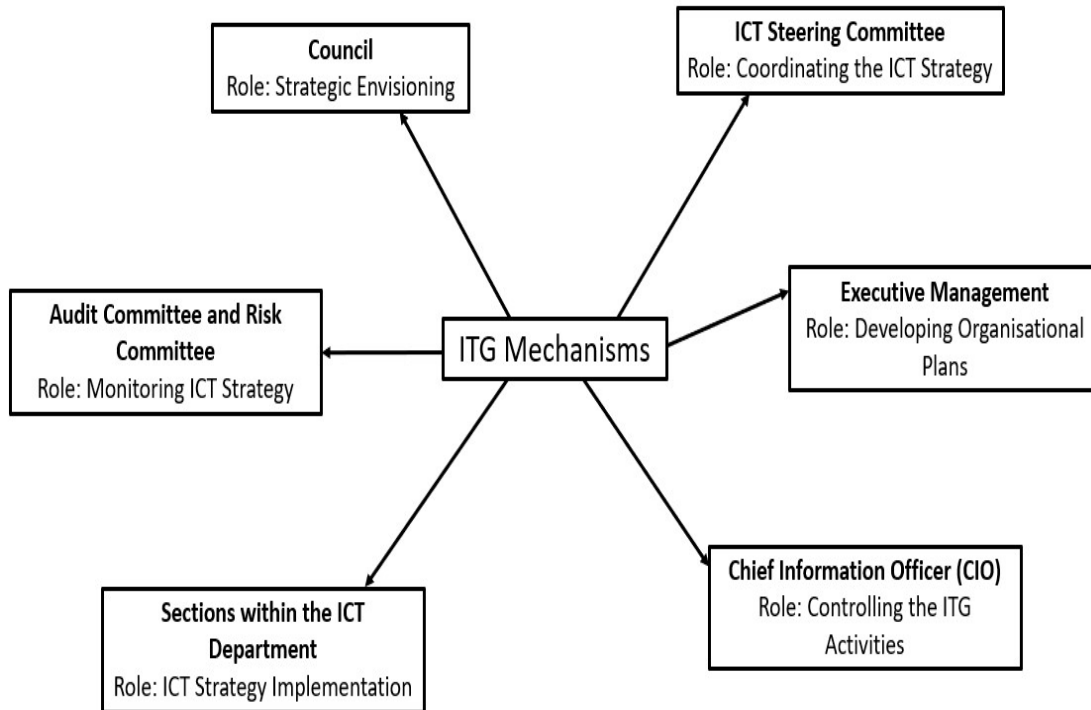 Council
Role: Strategic Envisioning
ICT Steering Committee
Role: Coordinating the ICT Strategy
Audit Committee and Risk
Committee
Role: Monitoring ICT Strategy
ITG Mechanisms
Executive Management
Role: Developing Organisational
Plans
Sections within the ICT
Department
Role: ICT Strategy Implementation
Chief Information Officer (CIO)
Role: Controlling the ITG
Activities